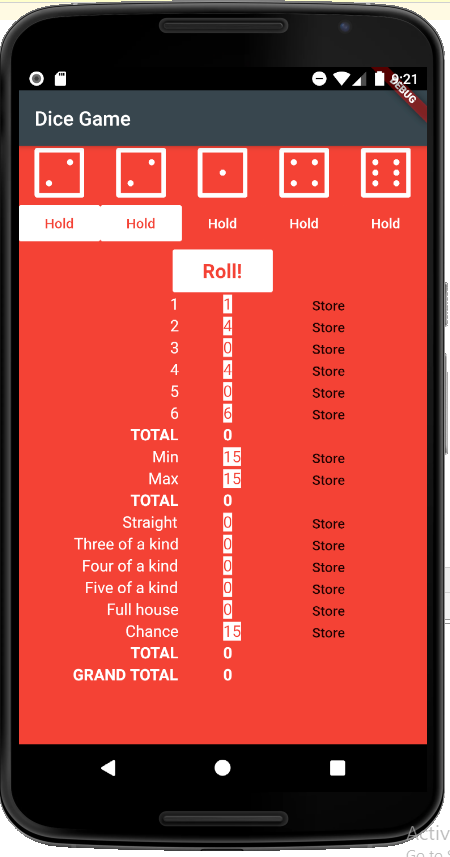 9:21
DEBUG
Dice Game
Hold Hold Hold Hold Hold
Roll!
1 1 Store
2 4 Store
3 0 Store
4 4 Store
5 0 Store
6 6 Store
TOTAL 0
Min 15 Store
Max 15 Store
TOTAL 0
Straight 0 Store
Three of a kind 0 Store
Four of a kind 0 Store
Five of a kind 0 Store
Full house 0 Store
Chance 15 Store
TOTAL 0
GRAND TOTAL 0
Activ
Go to S